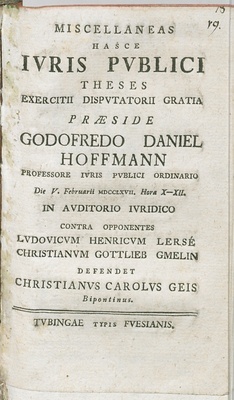 19.
MISCELLANEAS
HASCE
IVRIS PVBLICI
THESES
EXERCITII DISPVTATORII GRATIA
PRÆSIDE
GODOFREDO DANIEL
HOFFMANN
PROFESSORE IVRIS PVBLICI ORDINARIO
Die V. Februarii MDCCLXVII. Hora X—XII.
IN AVDITORIO IVRIDICO
CONTRA OPPONENTES
LVDOVICVM HENRICVM LERSÉ
CHRISTIANVM GOTTLIEB GMELIN
DEFENDET
CHRISTIANVS CAROLVS GEIS
Bipontinus.
TVBINGAE TYPIS FVESIANIS.